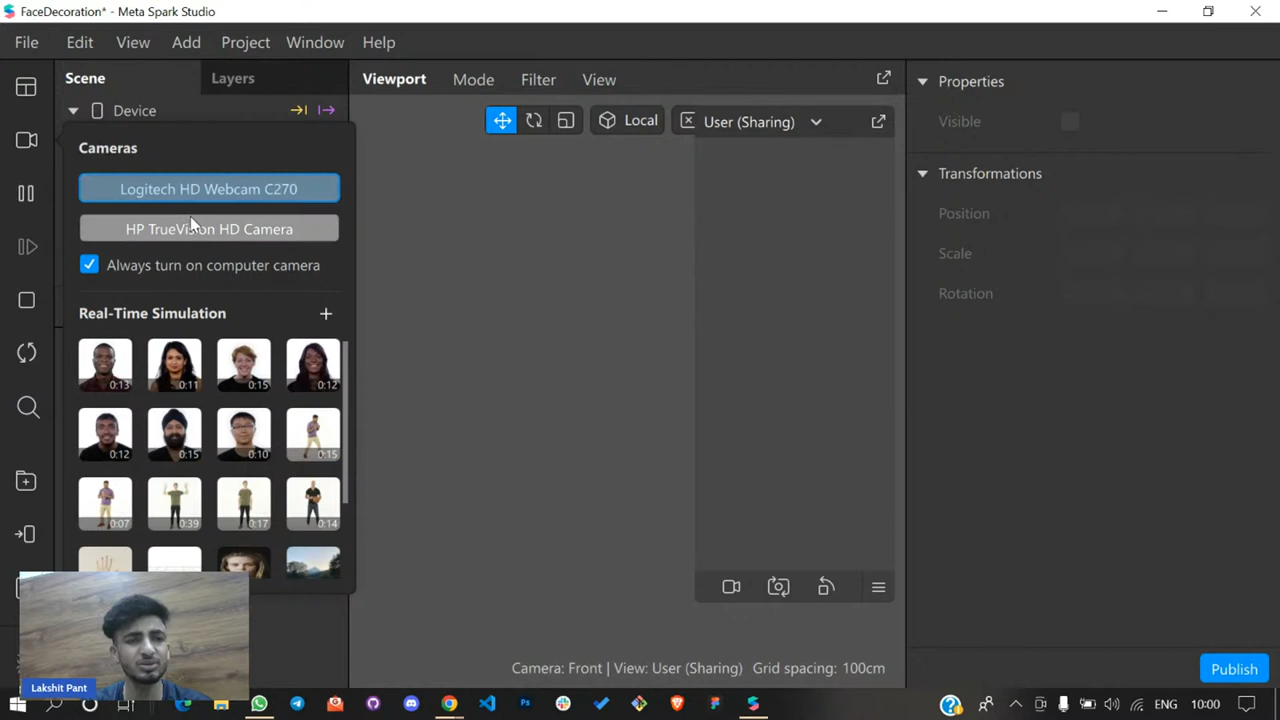 FaceDecoration* - Meta Spark Studio
File Edit View Add Project Window Help
Scene Layers
Viewport Mode Filter View
Properties
Device
Visible
Local
User (Sharing)
Cameras
Transformations
Logitech HD Webcam C270
Position
HP TrueVision HD Camera
Scale
Always turn on computer camera
Rotation
Real-Time Simulation
0:13 0:11 0:15 0:12
0:12 0:15 0:10 0:15
0:07 0:39 0:17 0:14
Camera: Front | View: User (Sharing) Grid spacing: 100cm
Publish
Lakshit Pant
ENG 10:00